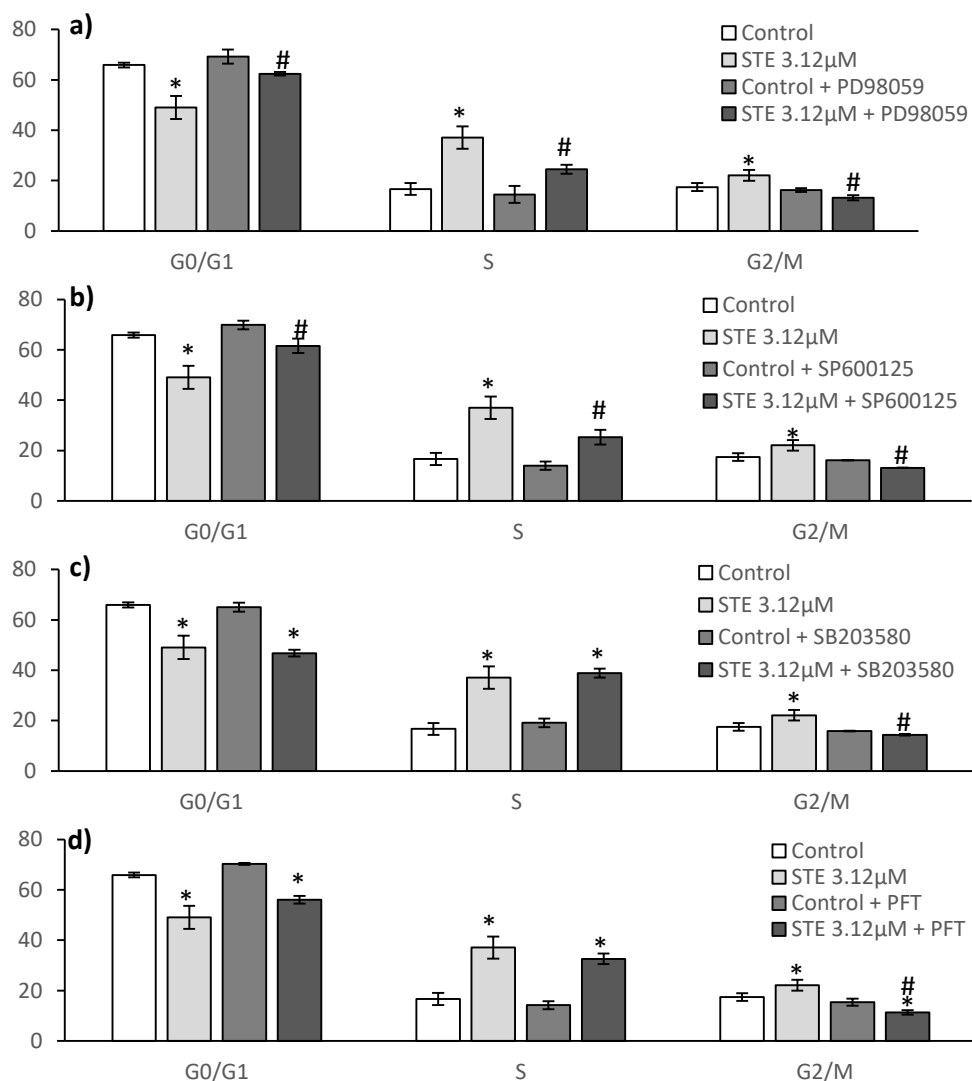 a)
80
60
40
20
0
* # * # * #
Control
STE 3.12µM
Control + PD98059
STE 3.12µM + PD98059
G0/G1 S G2/M
b)
80
60
40
20
0
* # * # * #
Control
STE 3.12µM
Control + SP600125
STE 3.12µM + SP600125
G0/G1 S G2/M
c)
80
60
40
20
0
* * * * * #
Control
STE 3.12µM
Control + SB203580
STE 3.12µM + SB203580
G0/G1 S G2/M
d)
80
60
40
20
0
* * * * * #
*
Control
STE 3.12µM
Control + PFT
STE 3.12µM + PFT
G0/G1 S G2/M